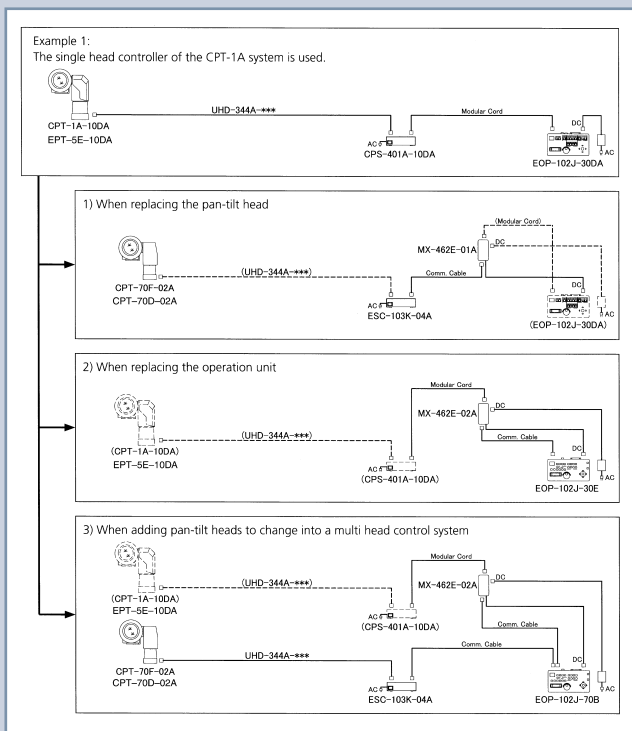 Example 1:
The single head controller of the CPT-1A system is used.
UHD-344A-***
Modular Cord
DC
CPT-1A-10DA
EPT-5E-10DA
AC
CPS-401A-10DA
AC
EOP-102J-30DA
1) When replacing the pan-tilt head
(Modular Cord)
DC
MX-462E-01A
(UHD-344A-***)
Comm. Cable
DC
CPT-70F-02A
CPT-70D-02A
AC
ESC-103K-04A
AC
(EOP-102J-30DA)
2) When replacing the operation unit
Modular Cord
DC
MX-462E-02A
(UHD-344A-***)
Comm. Cable
DC
(CPT-1A-10DA)
EPT-5E-10DA
AC
(CPS-401A-10DA)
AC
EOP-102J-30E
3) When adding pan-tilt heads to change into a multi head control system
Modular Cord
DC
MX-462E-02A
(UHD-344A-***)
(CPT-1A-10DA)
EPT-5E-10DA
AC
(CPS-401A-10DA)
Comm. Cable
Comm. Cable
UHD-344A-***
DC
CPT-70F-02A
CPT-70D-02A
AC
ESC-103K-04A
AC
EOP-102J-70B